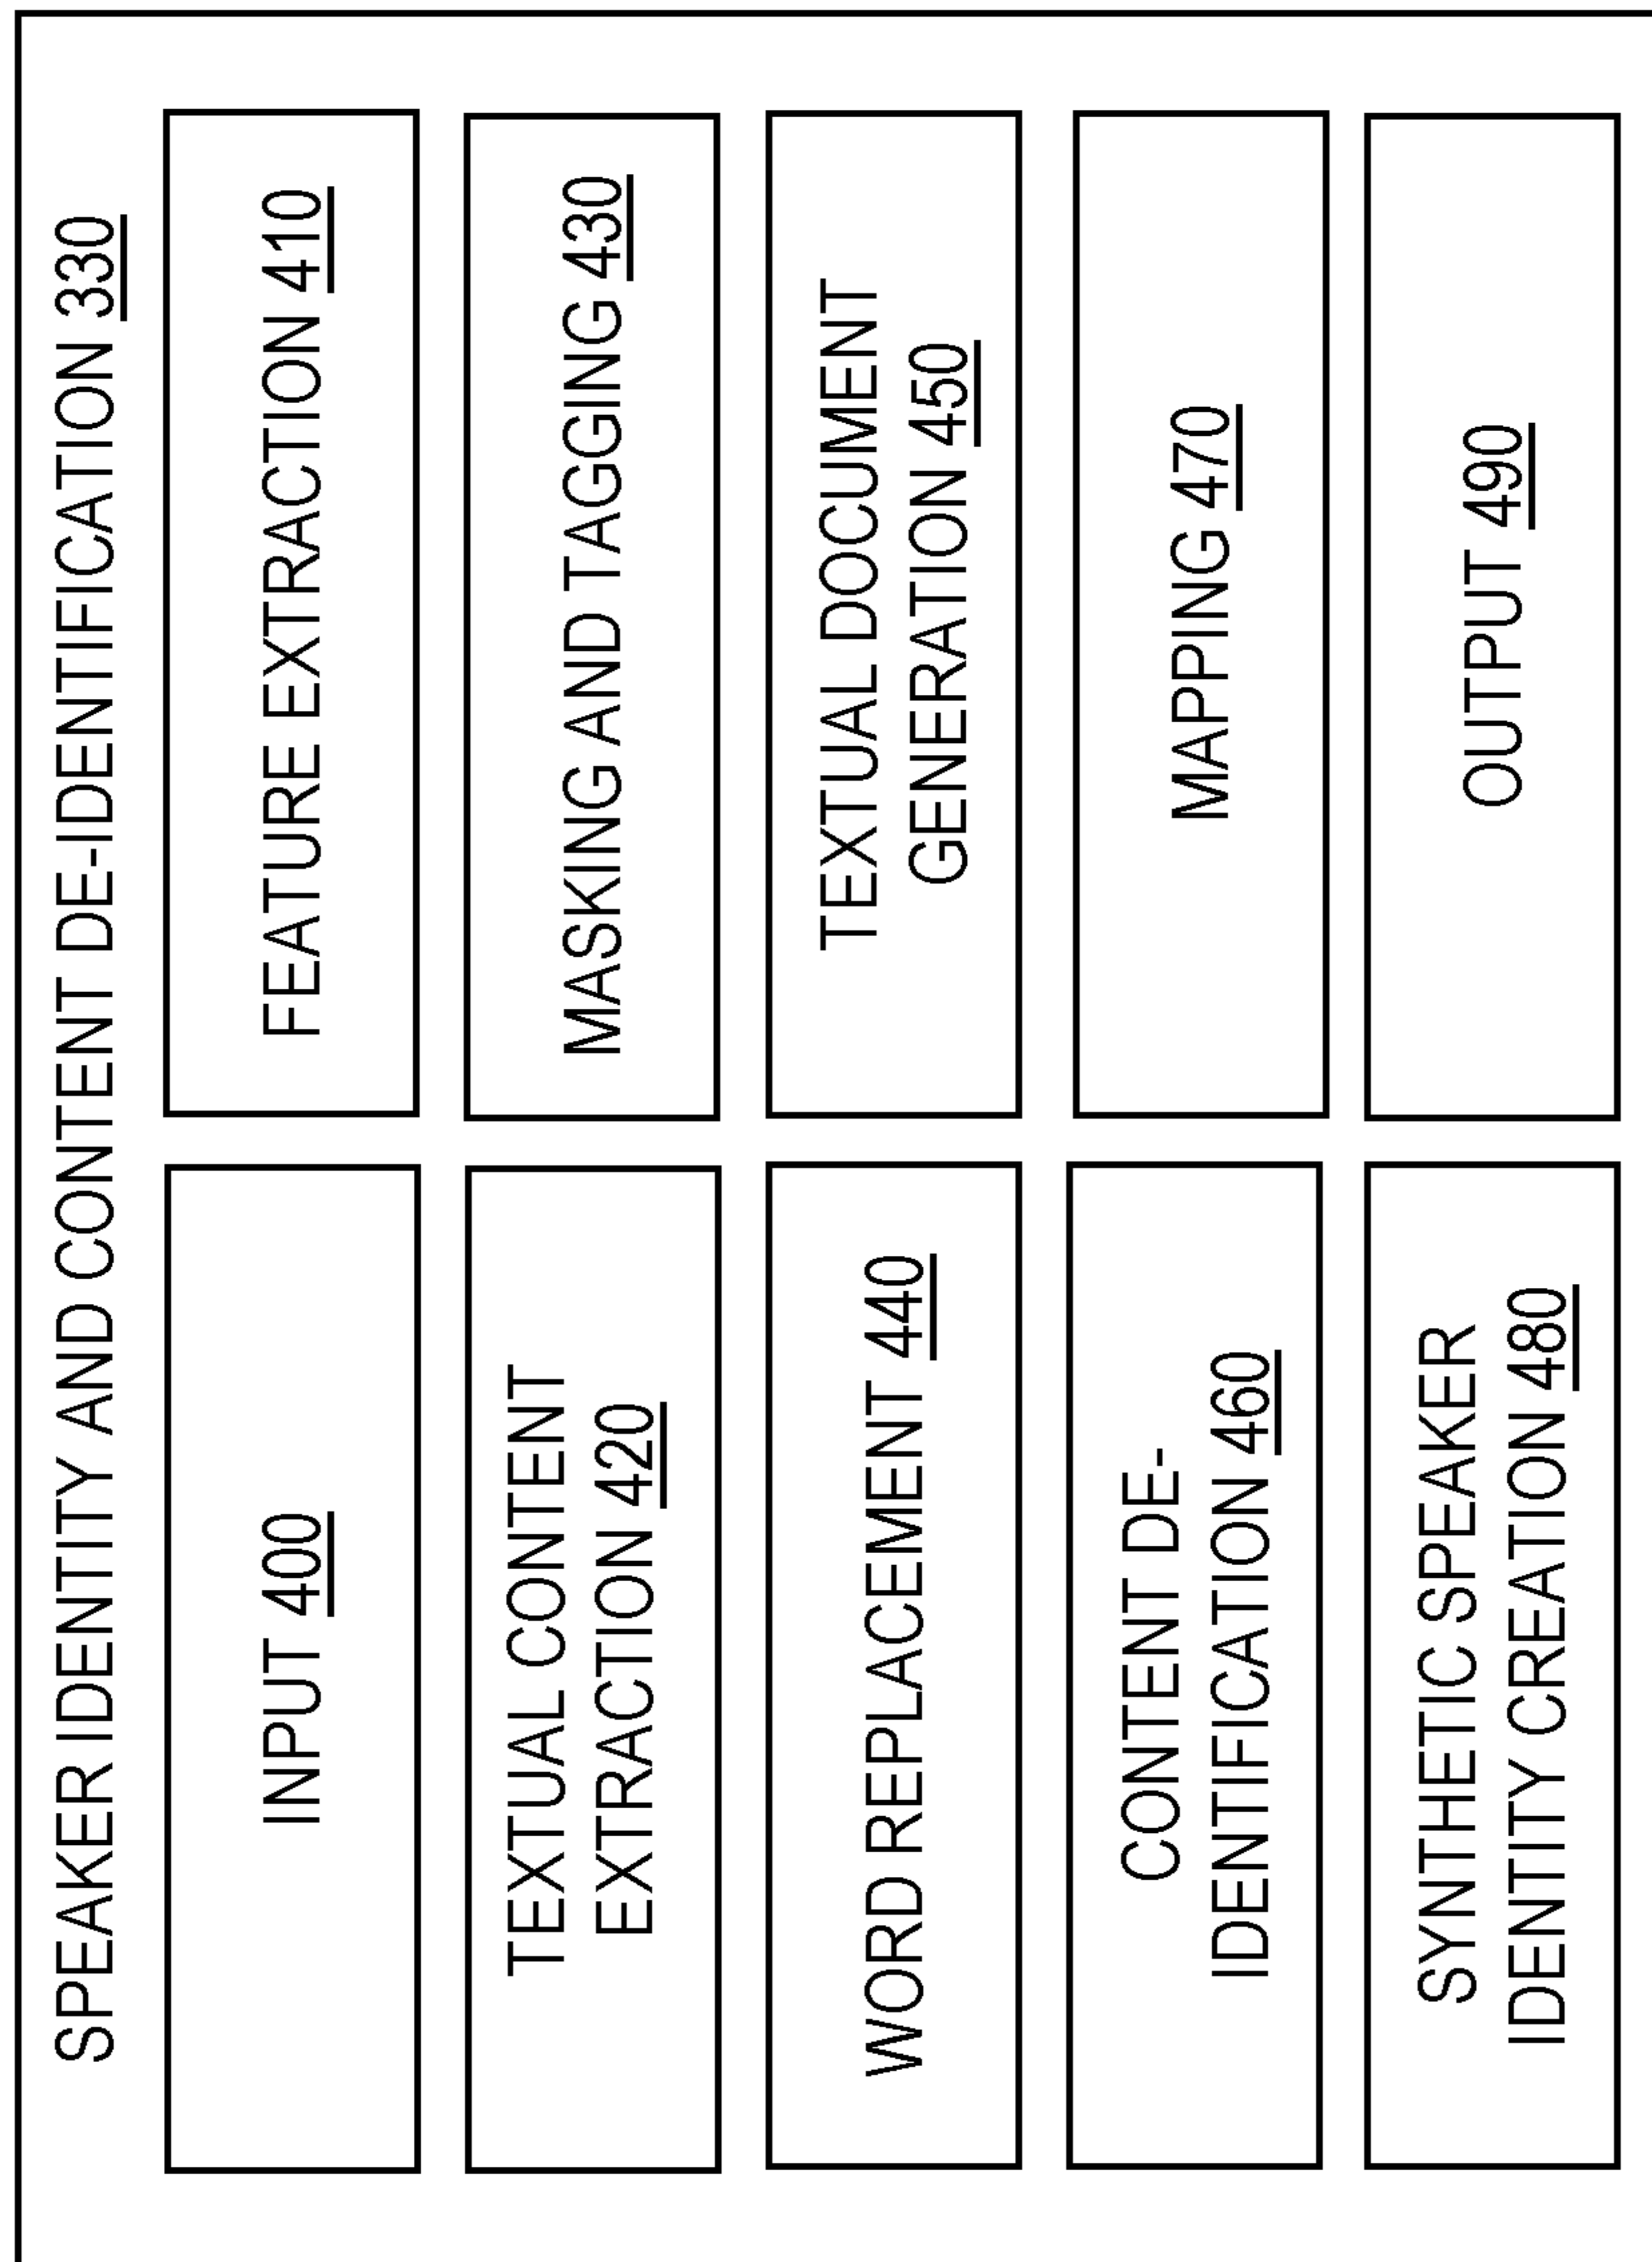 SPEAKER IDENTITY AND CONTENT DE-IDENTIFICATION 330
INPUT 400
FEATURE EXTRACTION 410
TEXTUAL CONTENT
EXTRACTION 420
MASKING AND TAGGING 430
WORD REPLACEMENT 440
TEXTUAL DOCUMENT
GENERATION 450
CONTENT DE-
IDENTIFICATION 460
MAPPING 470
SYNTHETIC SPEAKER
IDENTITY CREATION 480
OUTPUT 490